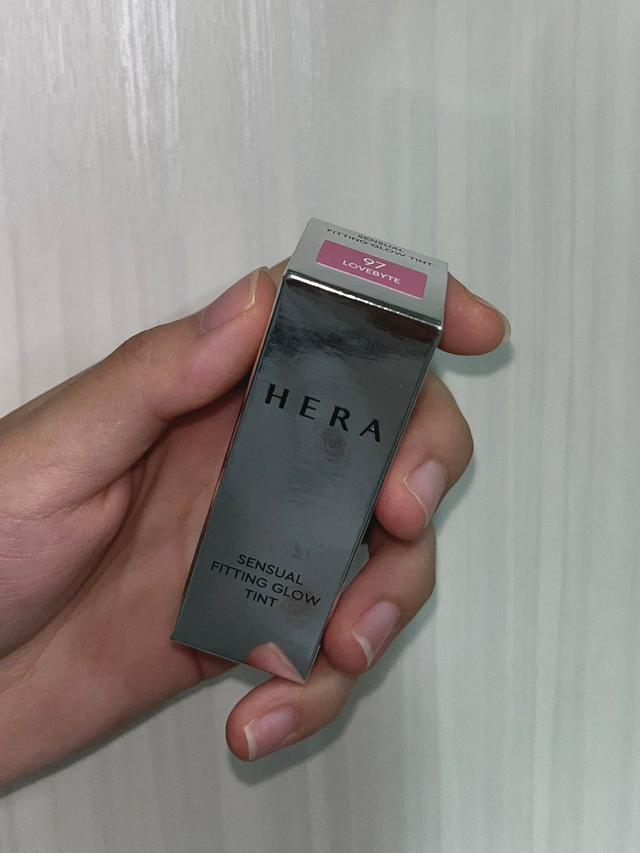 SENSUAL
FITTING GLOW TINT
97
LOVEBYTE
HERA
SENSUAL
FITTING GLOW
TINT